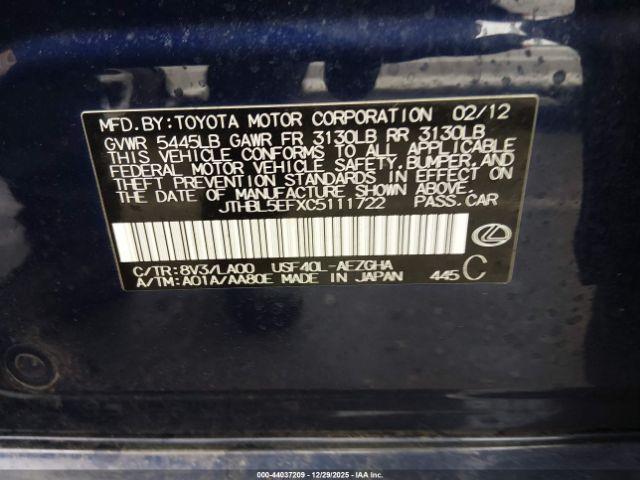 MFD.BY:TOYOTA MOTOR CORPORATION 02/12
GVWR 5445LB GAWR FR 3130LB RR 3130LB
THIS VEHICLE CONFORMS TO ALL APPLICABLE
FEDERAL MOTOR VEHICLE SAFETY,BUMPER,AND
THEFT PREVENTION STANDARDS IN EFFECT ON
THE DATE OF MANUFACTURE SHOWN ABOVE.
JTHBL5EFXC5111722 PASS.CAR
C/TR:8V3/LA00 USF40L-AEZGHA
A/TM:A01A/AA80E MADE IN JAPAN 445 C
000-44037209 - 12/29/2025 - IAA Inc.